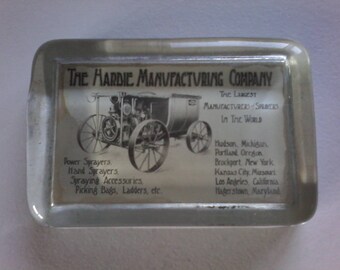 The Hardie Manufacturing Company
The Largest
Manufacturers (Sprayers)
In The World
Hudson, Michigan,
Portland, Oregon,
Brockport, New York,
Kansas City, Missouri
Los Angeles, California,
Hagerstown, Maryland
Power Sprayers,
Hand Sprayers,
Spraying Accessories,
Picking Bags, Ladders, etc.